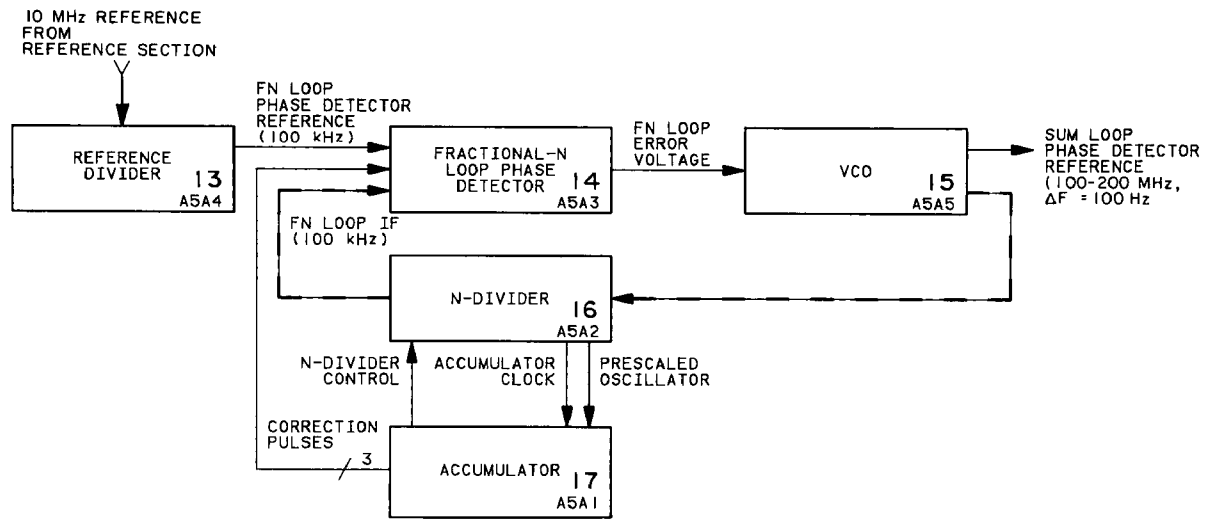 10 MHz REFERENCE
FROM
REFERENCE SECTION
FN LOOP
PHASE DETECTOR
REFERENCE
(100 kHz)
REFERENCE
DIVIDER
13
A5A4
FRACTIONAL-N
LOOP PHASE
DETECTOR
14
A5A3
FN LOOP
ERROR
VOLTAGE
VCO
15
A5A5
SUM LOOP
PHASE DETECTOR
REFERENCE
(100-200 MHz,
ΔF = 100 Hz
FN LOOP IF
(100 kHz)
N-DIVIDER
16
A5A2
N-DIVIDER
CONTROL
ACCUMULATOR
CLOCK
PRESCALED
OSCILLATOR
CORRECTION
PULSES
3
ACCUMULATOR
17
A5A1